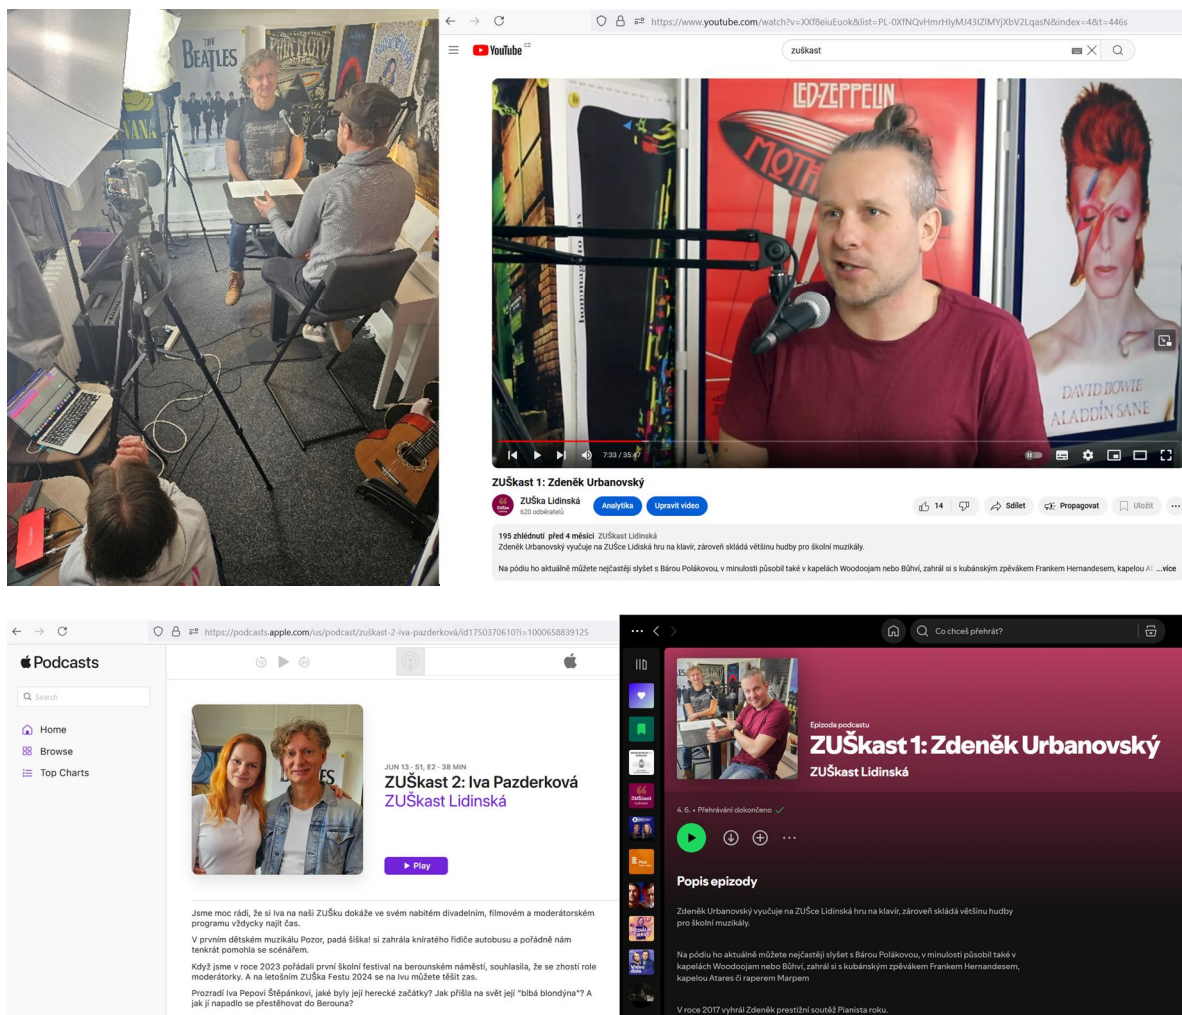 THE
BEATLES
PINK FLOYD
VANA
https://www.youtube.com/watch?v=XXf8eiuEuok&list=PL-0XfNQvHmrHIyMJ43IZIMYjXbV2LqasN&index=4&t=446s
YouTube CZ
zuškast
LED-ZEPPELIN
MOTH
hommage to six
DAVID BOWIE
ALADDIN SANE
7:33 / 35:47
ZUŠkast 1: Zdeněk Urbanovský
ZUŠka Lidinská
620 odběratelů
Analytika
Upravit video
14
Sdílet
Propagovat
Uložit
195 zhlédnutí před 4 měsíci ZUŠkast Lidinská
Zdeněk Urbanovský vyučuje na ZUŠce Lidiská hru na klavír, zároveň skládá většinu hudby pro školní muzikály.
Na pódiu ho aktuálně můžete nejčastěji slyšet s Bárou Polákovou, v minulosti působil také v kapelách Woodoojam nebo Bůhví, zahrál si s kubánským zpěvákem Frankem Hernandesem, kapelou At ...více
https://podcasts.apple.com/us/podcast/zuškast-2-iva-pazderková/id1750370610?i=1000658839125
Podcasts
Search
Home
Browse
Top Charts
ES
JUN 13 · S1, E2 · 38 MIN
ZUŠkast 2: Iva Pazderková
ZUŠkast Lidinská
Play
Jsme moc rádi, že si Iva na naši ZUŠku dokáže ve svém nabitém divadelním, filmovém a moderátorském
programu vždycky najít čas.
V prvním dětském muzikálu Pozor, padá šiška! si zahrála kníratého řidiče autobusu a pořádně nám
tenkrát pomohla se scénářem.
Když jsme v roce 2023 pořádali první školní festival na berounském náměstí, souhlasila, že se zhostí role
moderátorky. A na letošním ZUŠka Festu 2024 se na Ivu můžete těšit zas.
Prozradí Iva Pepovi Štěpánkovi, jaké byly její herecké začátky? Jak přišla na svět její "blbá blondýna"? A
jak jí napadlo se přestěhovat do Berouna?
Co chceš přehrát?
Epizoda podcastu
ZUŠkast 1: Zdeněk Urbanovský
ZUŠkast Lidinská
4. 6. • Přehrávání dokončeno
Popis epizody
Zdeněk Urbanovský vyučuje na ZUŠce Lidinská hru na klavír, zároveň skládá většinu hudby
pro školní muzikály.
Na pódiu ho aktuálně můžete nejčastěji slyšet s Bárou Polákovou, v minulosti působil také v
kapelách Woodoojam nebo Bůhví, zahrál si s kubánským zpěvákem Frankem Hernandesem,
kapelou Atares či raperem Marpem
V roce 2017 vyhrál Zdeněk prestižní soutěž Pianista roku.